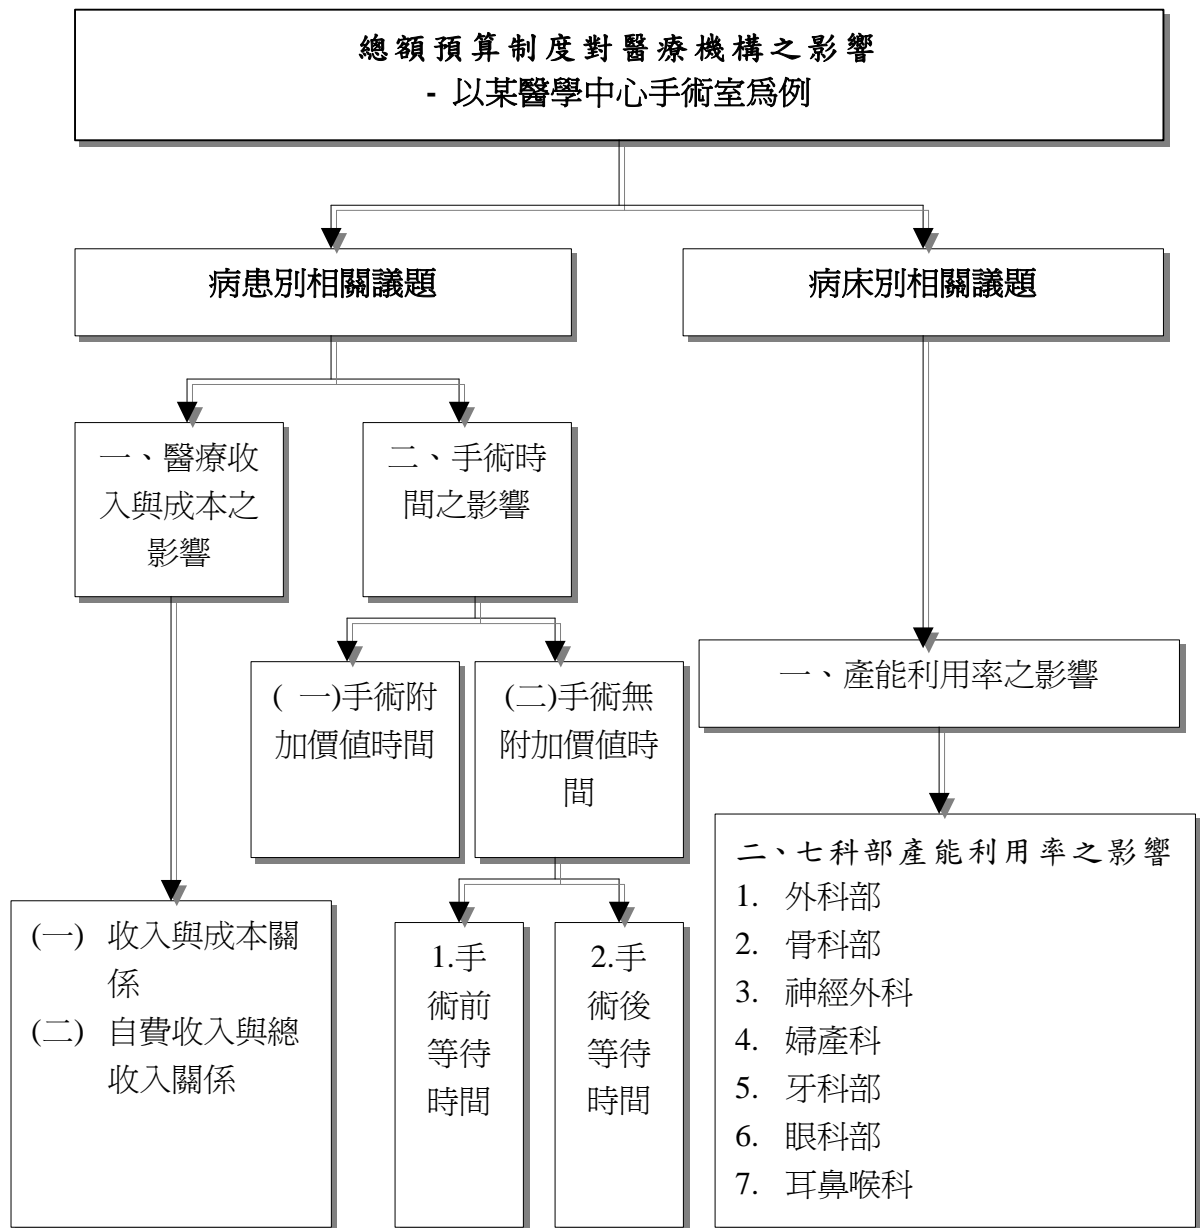 總額預算制度對醫療機構之影響
- 以某醫學中心手術室為例
病患別相關議題
病床別相關議題
一、醫療收
入與成本之
影響
二、手術時
間之影響
( 一)手術附
加價值時間
(二)手術無
附加價值時
間
一、產能利用率之影響
(一) 收入與成本關
係
(二) 自費收入與總
收入關係
1.手
術前
等待
時間
2.手
術後
等待
時間
二、七科部產能利用率之影響
1. 外科部
2. 骨科部
3. 神經外科
4. 婦產科
5. 牙科部
6. 眼科部
7. 耳鼻喉科